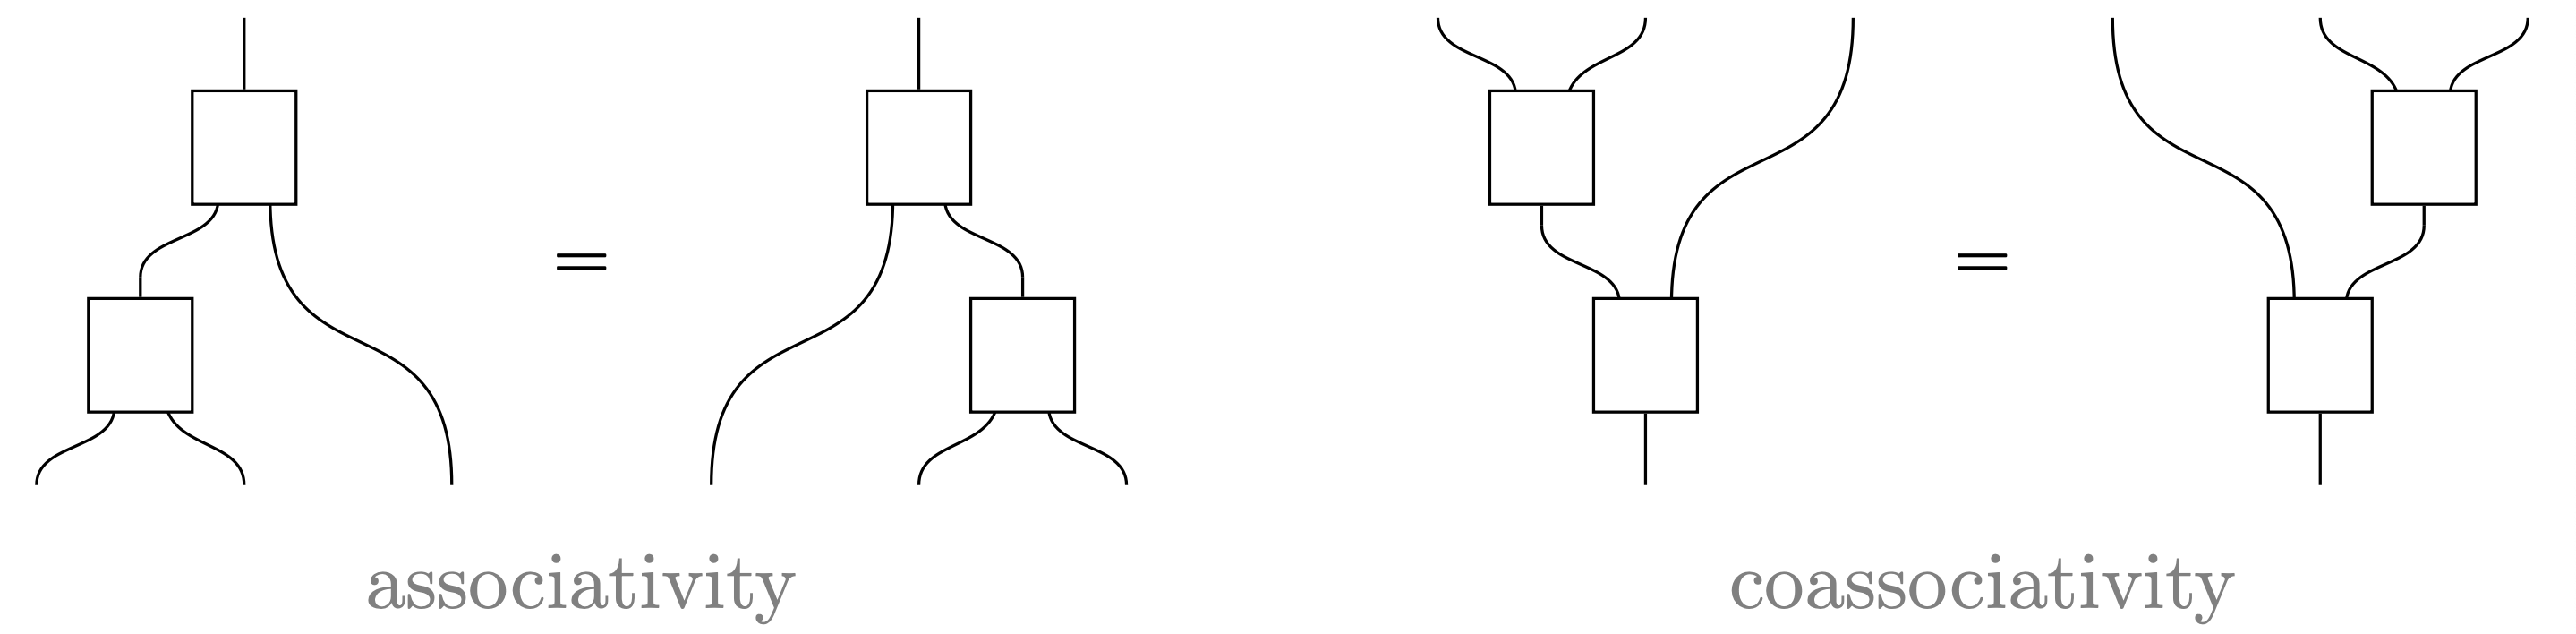 =
=
associativity
coassociativity